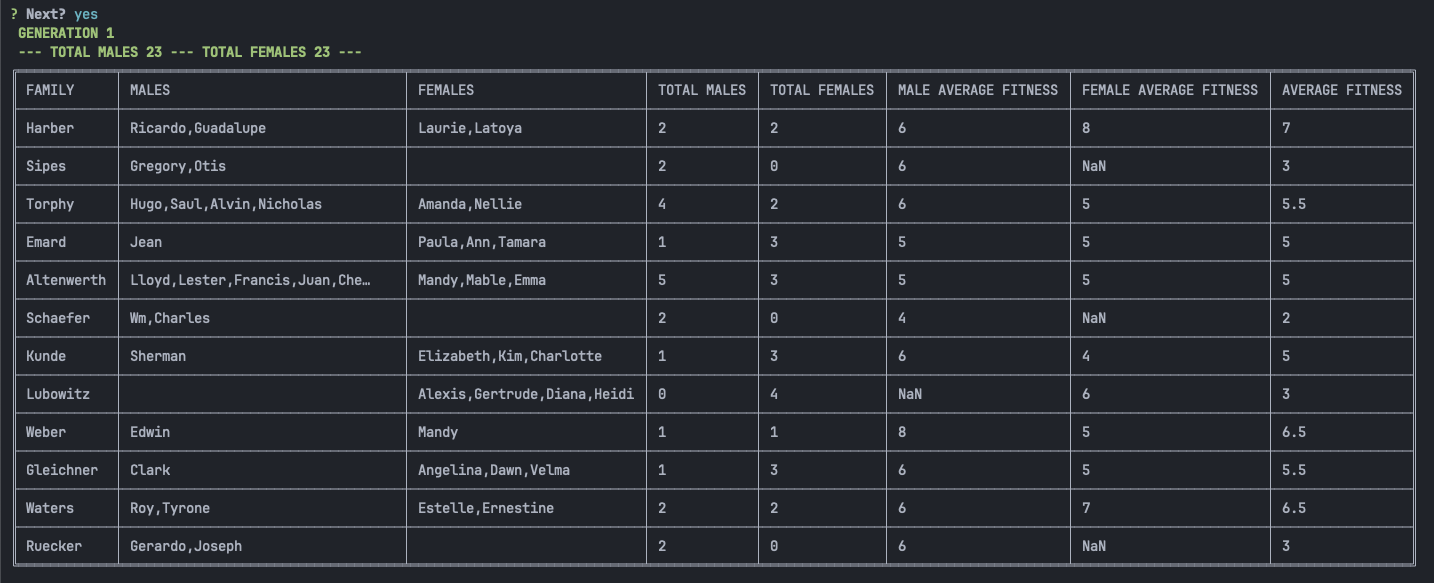 ? Next? yes
GENERATION 1
--- TOTAL MALES 23 --- TOTAL FEMALES 23 ---
FAMILY MALES FEMALES TOTAL MALES TOTAL FEMALES MALE AVERAGE FITNESS FEMALE AVERAGE FITNESS AVERAGE FITNESS
Harber Ricardo,Guadalupe Laurie,Latoya 2 2 6 8 7
Sipes Gregory,Otis 2 0 6 NaN 3
Torphy Hugo,Saul,Alvin,Nicholas Amanda,Nellie 4 2 6 5 5.5
Emard Jean Paula,Ann,Tamara 1 3 5 5 5
Altenwerth Lloyd,Lester,Francis,Juan,Che… Mandy,Mable,Emma 5 3 5 5 5
Schaefer Wm,Charles 2 0 4 NaN 2
Kunde Sherman Elizabeth,Kim,Charlotte 1 3 6 4 5
Lubowitz Alexis,Gertrude,Diana,Heidi 0 4 NaN 6 3
Weber Edwin Mandy 1 1 8 5 6.5
Gleichner Clark Angelina,Dawn,Velma 1 3 6 5 5.5
Waters Roy,Tyrone Estelle,Ernestine 2 2 6 7 6.5
Ruecker Gerardo,Joseph 2 0 6 NaN 3